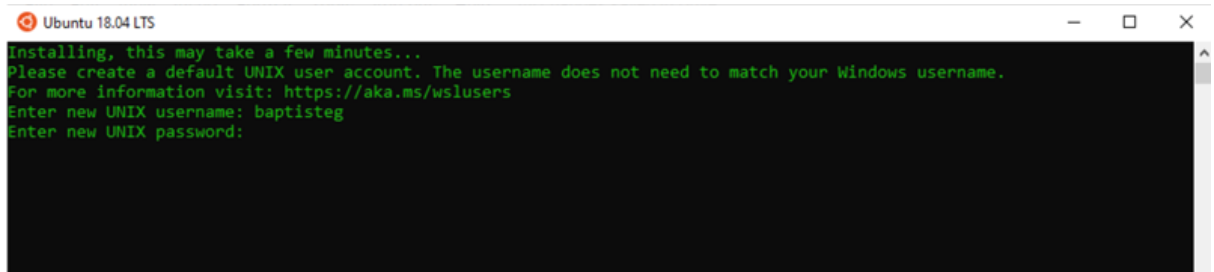 Ubuntu 18.04 LTS
Installing, this may take a few minutes...
Please create a default UNIX user account. The username does not need to match your Windows username.
For more information visit: https://aka.ms/wslusers
Enter new UNIX username: baptisteg
Enter new UNIX password: